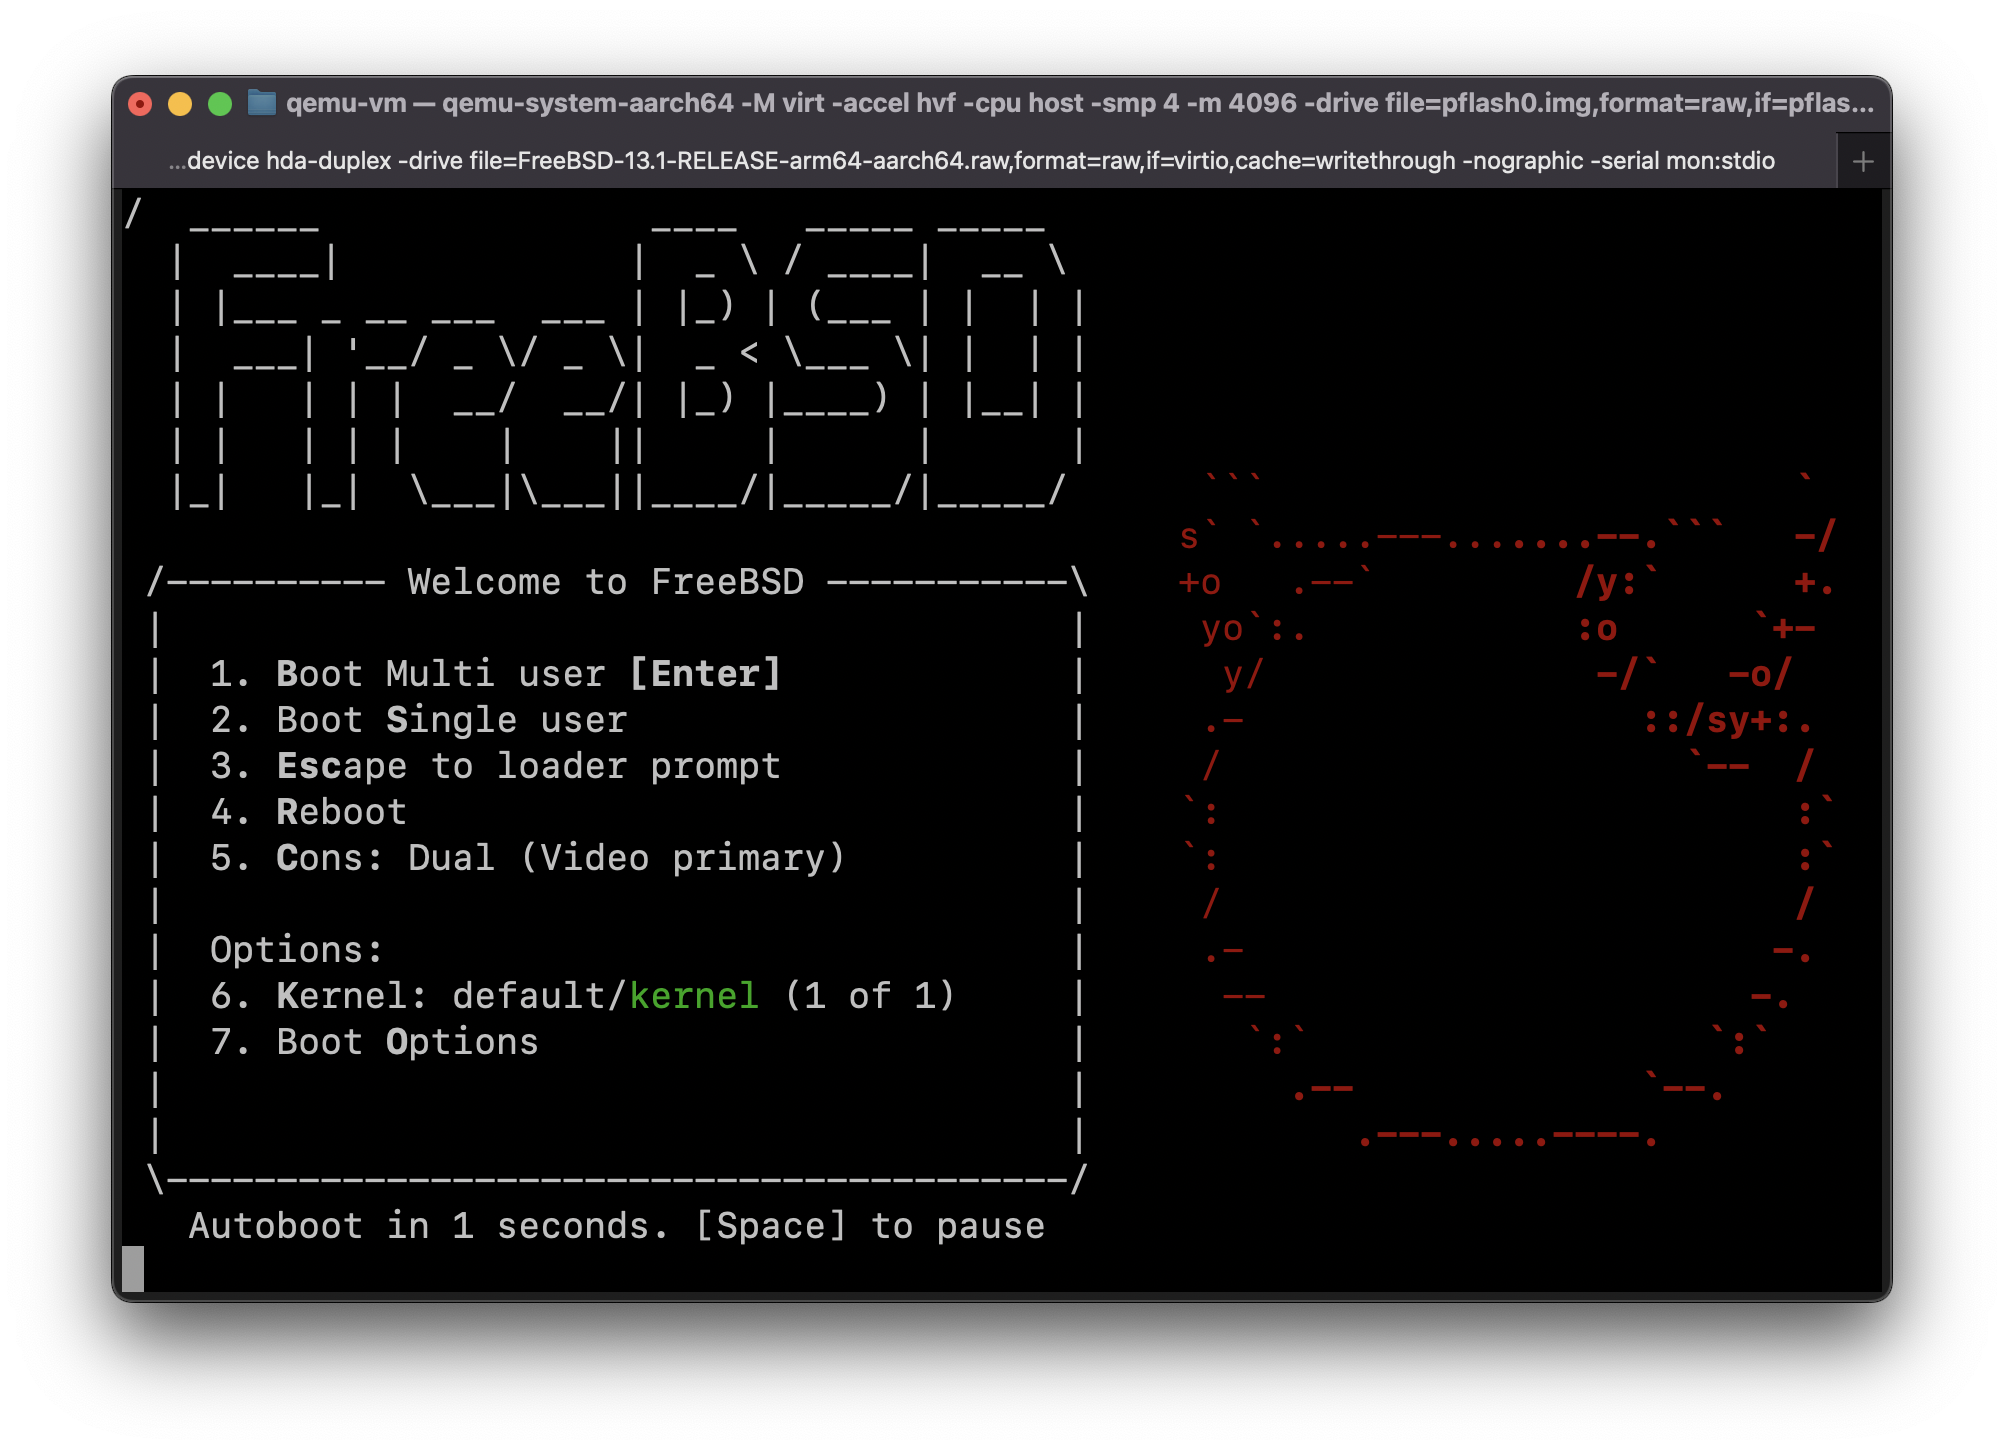 qemu-vm — qemu-system-aarch64 -M virt -accel hvf -cpu host -smp 4 -m 4096 -drive file=pflash0.img,format=raw,if=pflas...
...device hda-duplex -drive file=FreeBSD-13.1-RELEASE-arm64-aarch64.raw,format=raw,if=virtio,cache=writethrough -nographic -serial mon:stdio
FreeBSD
Welcome to FreeBSD
1. Boot Multi user [Enter]
2. Boot Single user
3. Escape to loader prompt
4. Reboot
5. Cons: Dual (Video primary)
Options:
6. Kernel: default/kernel (1 of 1)
7. Boot Options
Autoboot in 1 seconds. [Space] to pause